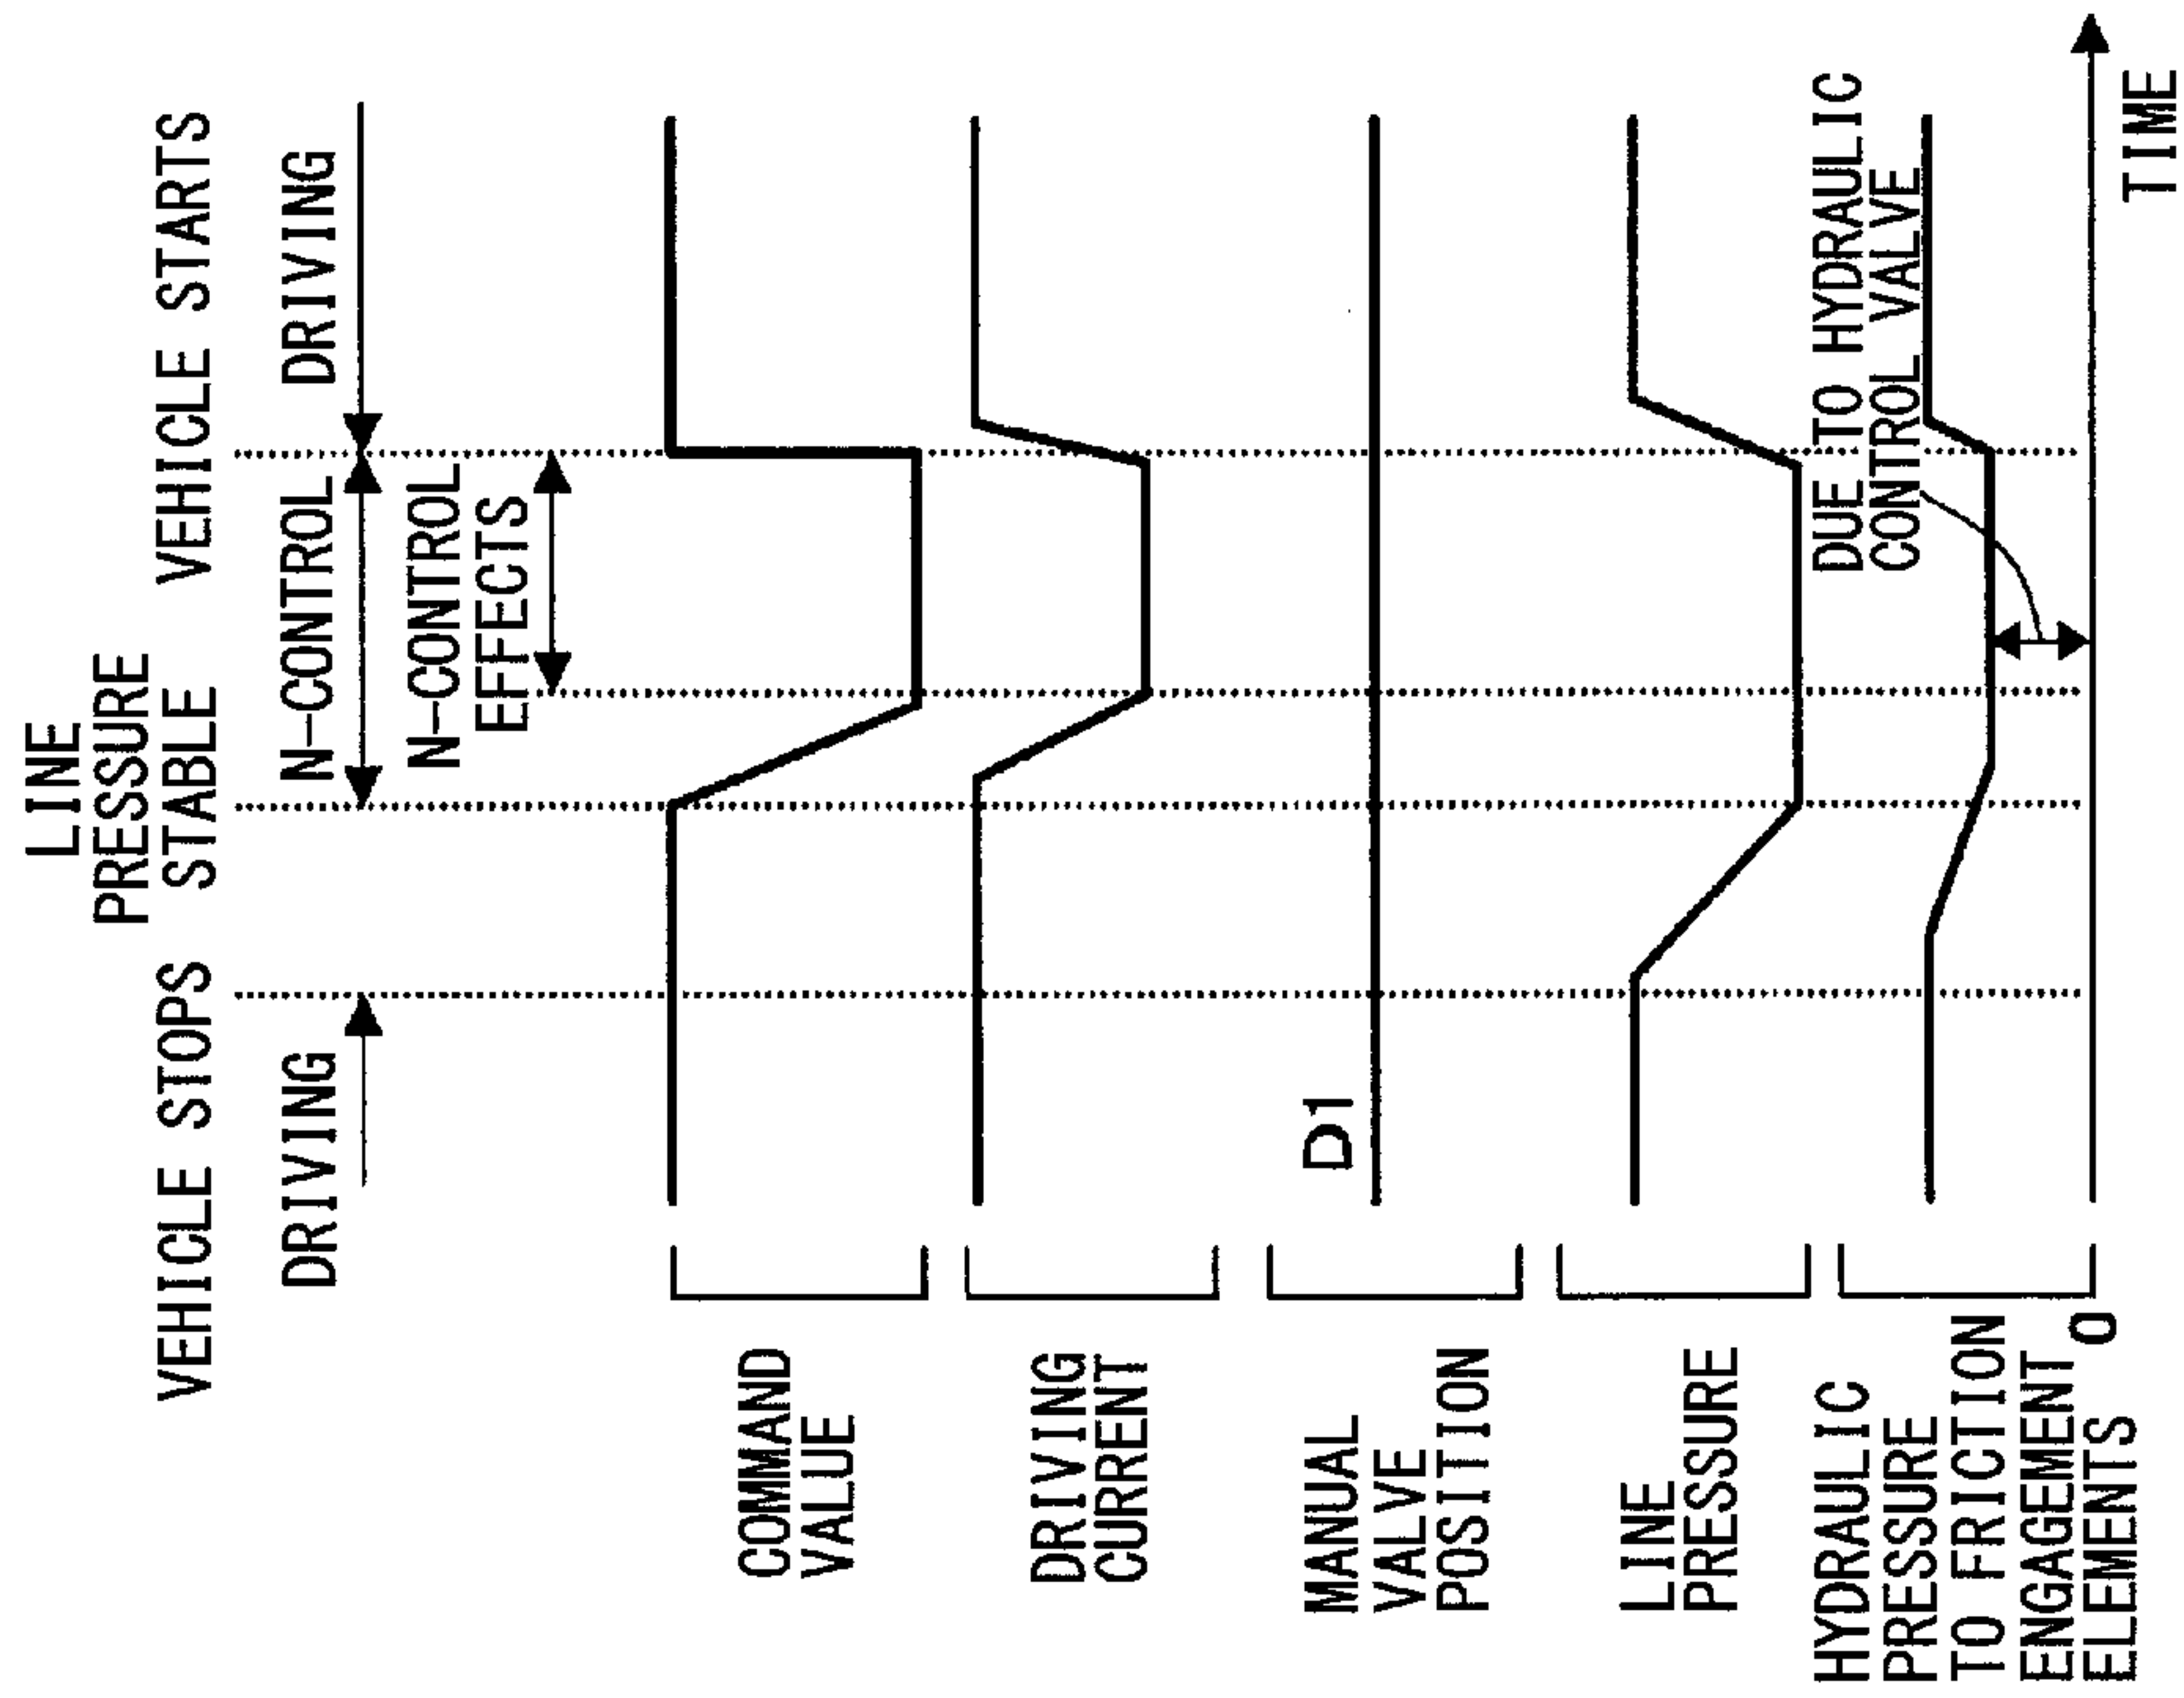 LINE
PRESSURE
STABLE
VEHICLE STOPS
VEHICLE STARTS
DRIVING
N-CONTROL
DRIVING
N-CONTROL
EFFECTS
COMMAND
VALUE
DRIVING
CURRENT
MANUAL
VALVE
POSITION
D1
LINE
PRESSURE
DUE TO HYDRAULIC
CONTROL VALVE
HYDRAULIC
PRESSURE
TO FRICTION
ENGAGEMENT
ELEMENTS
0
TIME